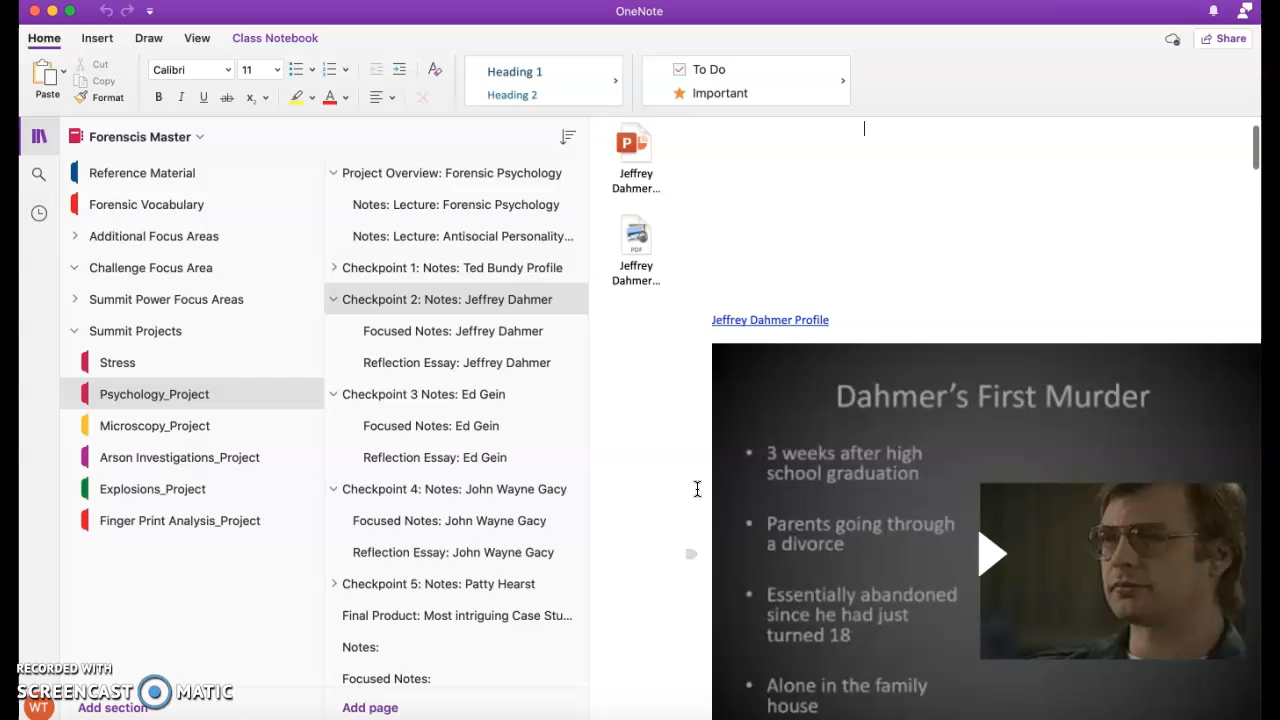 OneNote
Home Insert Draw View Class Notebook Share
Paste
Cut
Copy
Format
Calibri 11
B I U ab x₂ A
Heading 1
Heading 2
To Do
Important
Forenscis Master
Reference Material
Forensic Vocabulary
Additional Focus Areas
Challenge Focus Area
Summit Power Focus Areas
Summit Projects
Stress
Psychology_Project
Microscopy_Project
Arson Investigations_Project
Explosions_Project
Finger Print Analysis_Project
Add section
Project Overview: Forensic Psychology
Notes: Lecture: Forensic Psychology
Notes: Lecture: Antisocial Personality...
Checkpoint 1: Notes: Ted Bundy Profile
Checkpoint 2: Notes: Jeffrey Dahmer
Focused Notes: Jeffrey Dahmer
Reflection Essay: Jeffrey Dahmer
Checkpoint 3 Notes: Ed Gein
Focused Notes: Ed Gein
Reflection Essay: Ed Gein
Checkpoint 4: Notes: John Wayne Gacy
Focused Notes: John Wayne Gacy
Reflection Essay: John Wayne Gacy
Checkpoint 5: Notes: Patty Hearst
Final Product: Most intriguing Case Stu...
Notes:
Focused Notes:
Add page
P
Jeffrey
Dahmer...
PDF
Jeffrey
Dahmer...
Jeffrey Dahmer Profile
Dahmer's First Murder
• 3 weeks after high
school graduation
• Parents going through
a divorce
• Essentially abandoned
since he had just
turned 18
• Alone in the family
house
RECORDED WITH
SCREENCAST MATIC
WT